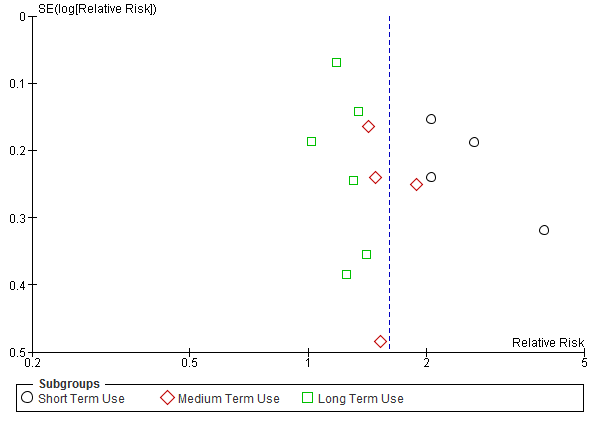 SE(log[Relative Risk])
0
0.1
0.2
0.3
0.4
0.5
Relative Risk
0.2 0.5 1 2 5
Subgroups
Short Term Use Medium Term Use Long Term Use